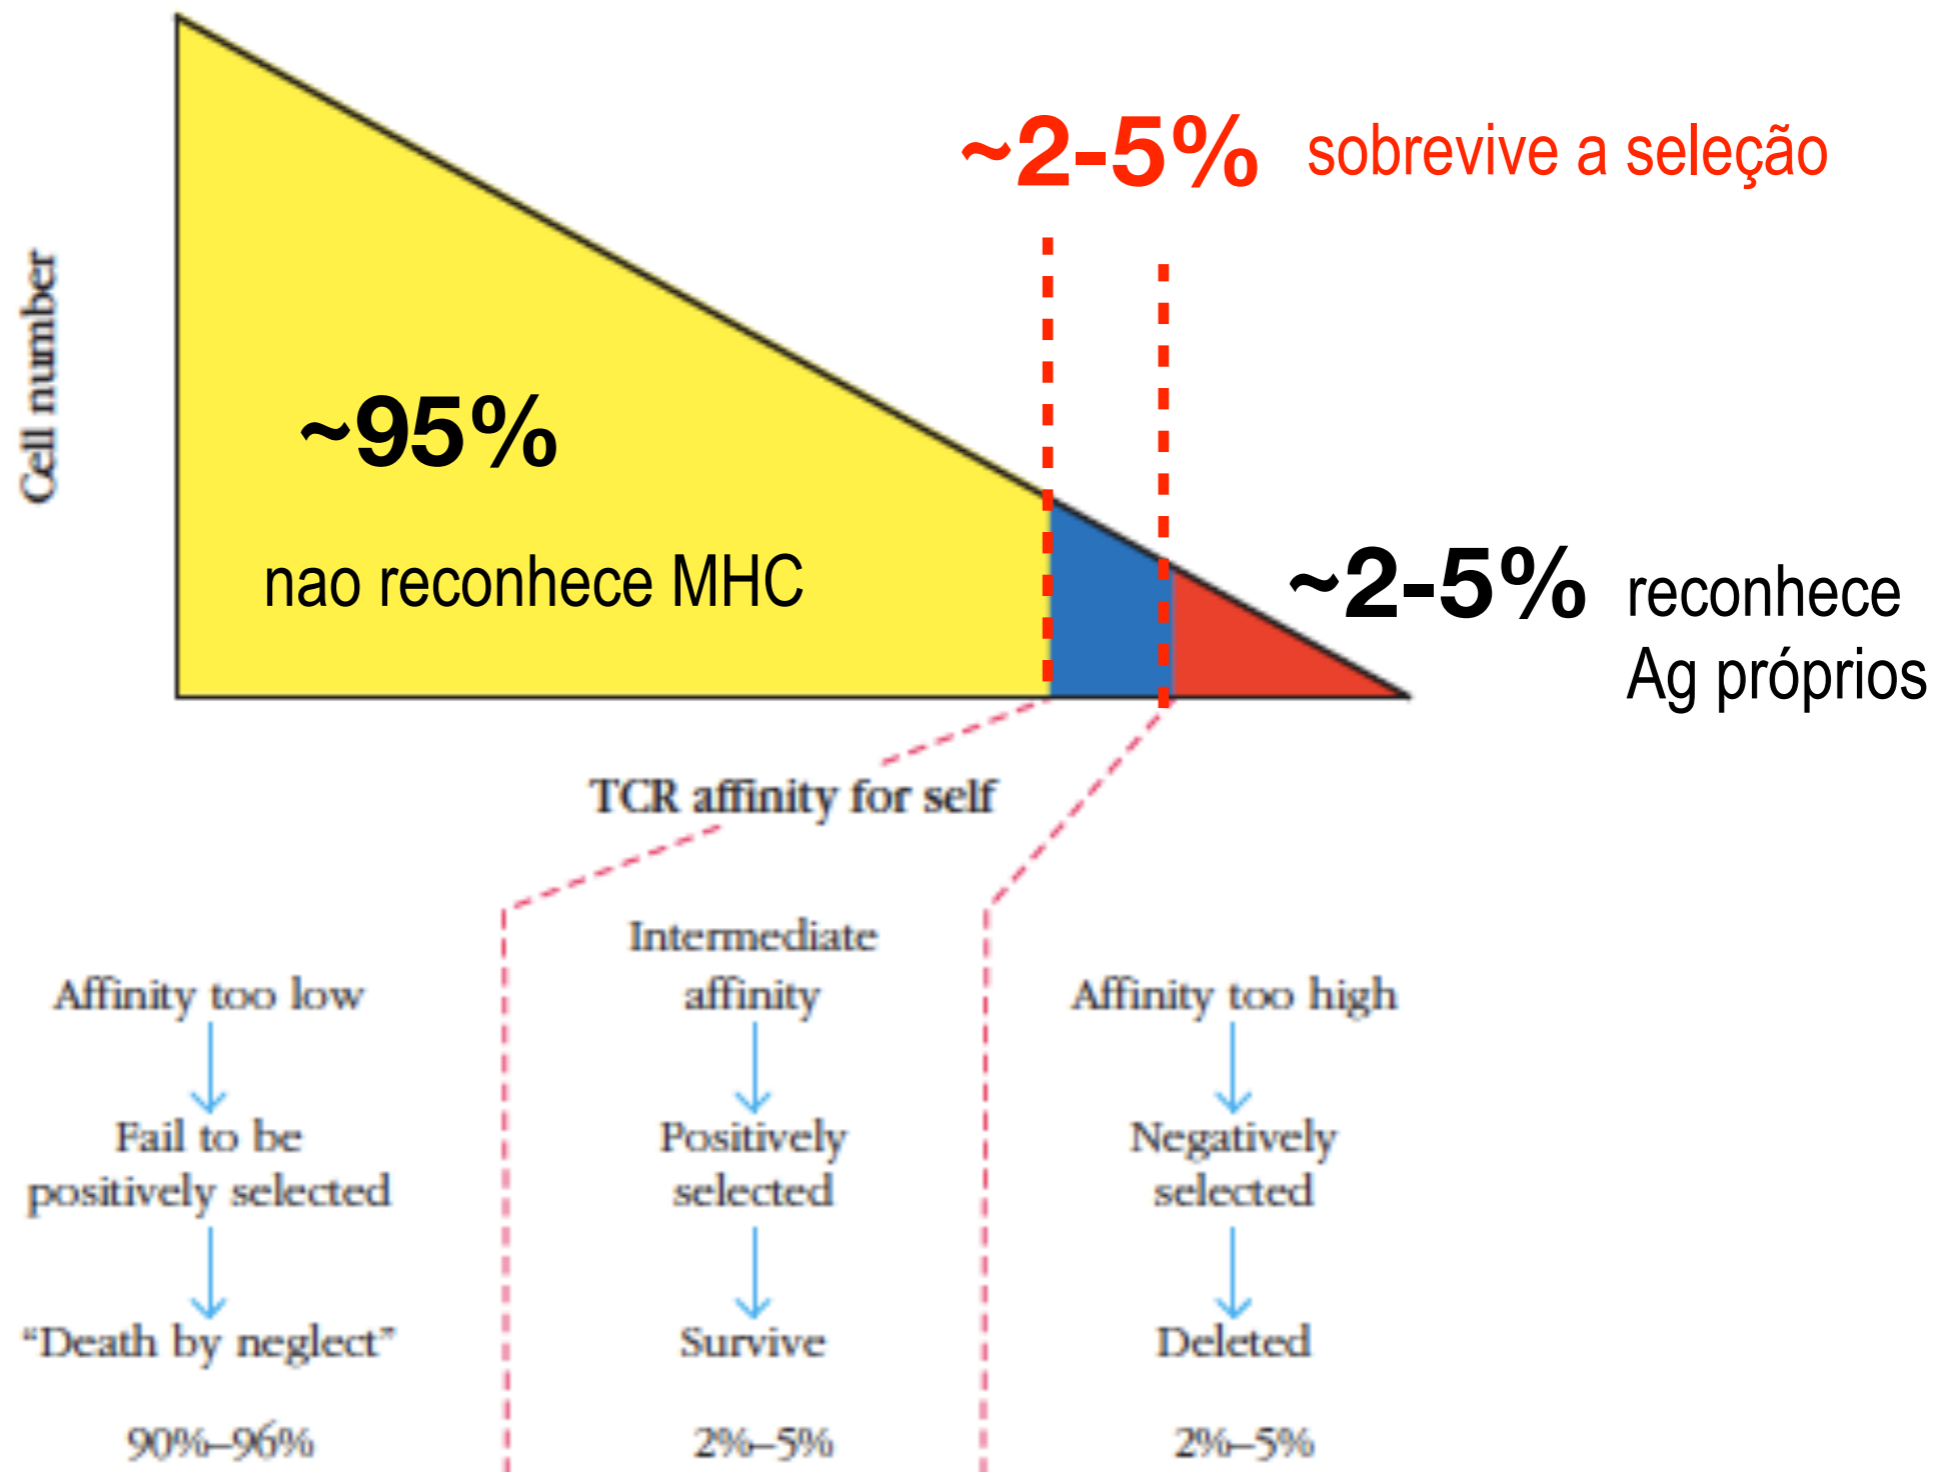 ~2-5% sobrevive a seleção
Cell number
~95%
nao reconhece MHC
~2-5% reconhece
Ag próprios
TCR affinity for self
Affinity too low
Fail to be
positively selected
“Death by neglect”
90%–96%
Intermediate
affinity
Positively
selected
Survive
2%–5%
Affinity too high
Negatively
selected
Deleted
2%–5%